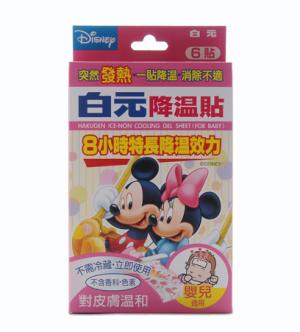 Disney
白元
6貼
突然發熱 一貼降溫·消除不適
白元降溫貼
HAKUGEN ICE-NON COOLING GEL SHEET (FOR BABY)
8小時特長降溫效力
©DISNEY
不需冷藏·立即使用
不含香料·色素
對皮膚溫和
嬰兒
適用